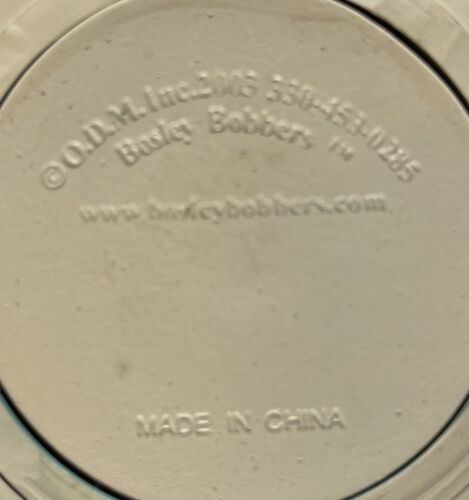 © O.D.M. Inc.2003 330-453-0285
Bosley Bobbers ™
www.bosleybobbers.com
MADE IN CHINA